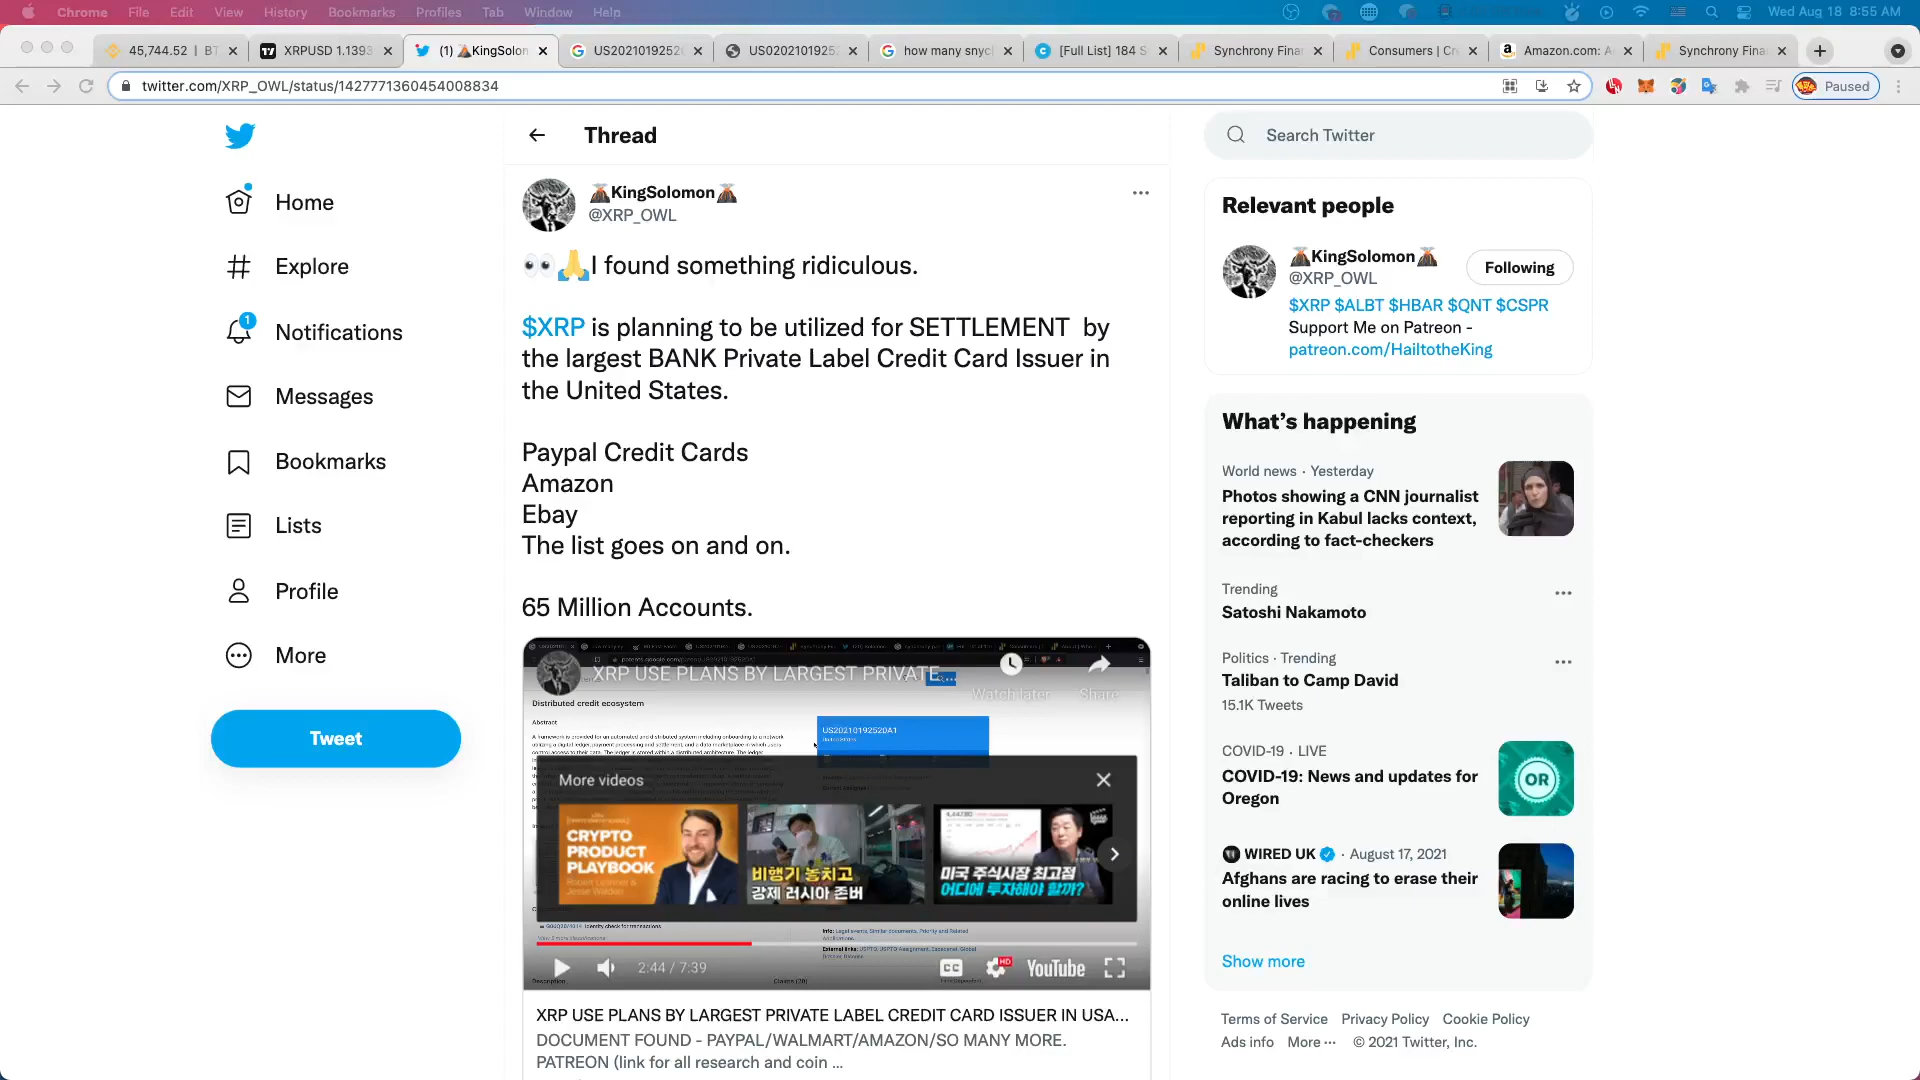 Chrome File Edit View History Bookmarks Profiles Tab Window Help
Wed Aug 18 8:55 AM
45,744.52 | BT
XRPUSD 1.1393
(1) 🌋KingSolon
US20210192520
US0202101925
how many snyc
[Full List] 184 S
Synchrony Fina
Consumers | Cr
Amazon.com: A
Synchrony Fina
twitter.com/XRP_OWL/status/1427771360454008834
Paused
Home
Explore
1
Notifications
Messages
Bookmarks
Lists
Profile
More
Tweet
Thread
🌋KingSolomon🌋
@XRP_OWL
👀🙏I found something ridiculous.
$XRP is planning to be utilized for SETTLEMENT by
the largest BANK Private Label Credit Card Issuer in
the United States.
Paypal Credit Cards
Amazon
Ebay
The list goes on and on.
65 Million Accounts.
XRP USE PLANS BY LARGEST PRIVATE
Watch later
Share
Distributed credit ecosystem
Abstract
US20210192520A1
More videos
CRYPTO
PRODUCT
PLAYBOOK
비행기 놓치고
강제 러시아 존버
미국 주식시장 최고점
어디에 투자해야 할까?
2:44 / 7:39
CC
HD
YouTube
Description
Claims (20)
XRP USE PLANS BY LARGEST PRIVATE LABEL CREDIT CARD ISSUER IN USA...
DOCUMENT FOUND - PAYPAL/WALMART/AMAZON/SO MANY MORE.
PATREON (link for all research and coin ...
Search Twitter
Relevant people
🌋KingSolomon🌋
@XRP_OWL
Following
$XRP $ALBT $HBAR $QNT $CSPR
Support Me on Patreon -
patreon.com/HailtotheKing
What's happening
World news · Yesterday
Photos showing a CNN journalist
reporting in Kabul lacks context,
according to fact-checkers
Trending
Satoshi Nakamoto
Politics · Trending
Taliban to Camp David
15.1K Tweets
COVID-19 · LIVE
COVID-19: News and updates for
Oregon
OR
WIRED UK · August 17, 2021
Afghans are racing to erase their
online lives
Show more
Terms of Service Privacy Policy Cookie Policy
Ads info More ··· © 2021 Twitter, Inc.